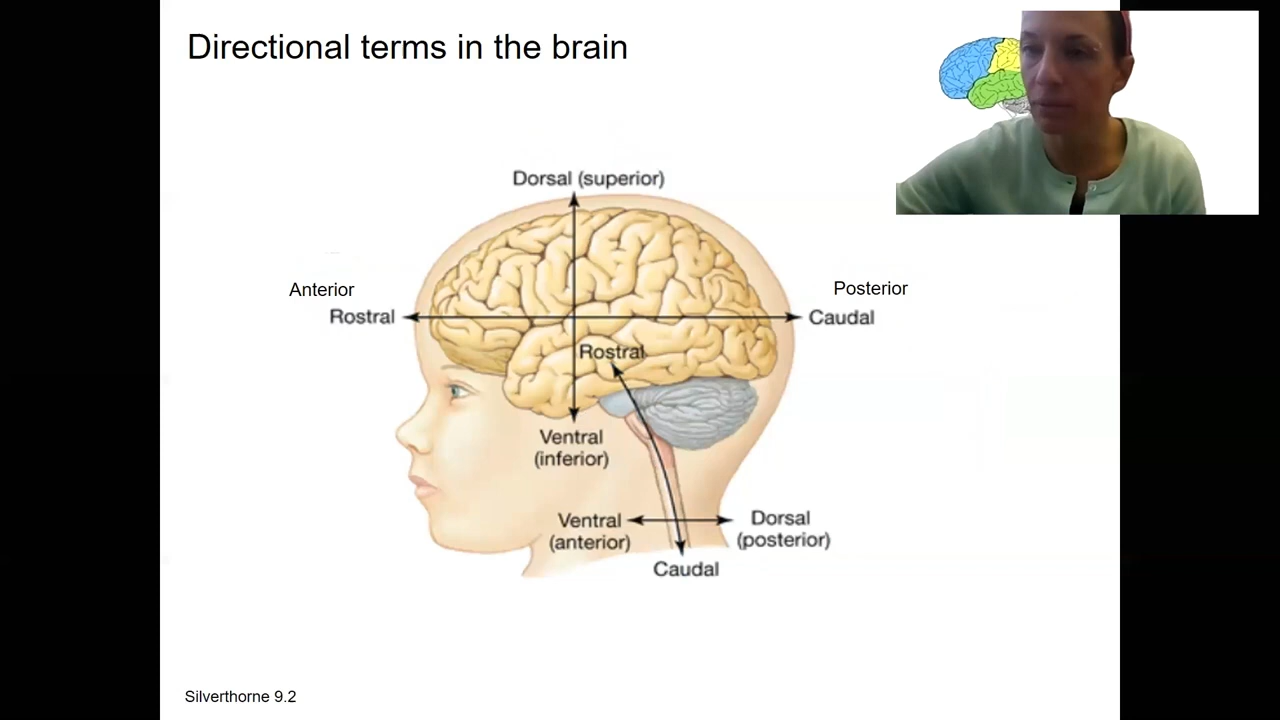 Directional terms in the brain
Dorsal (superior)
Anterior
Posterior
Rostral
Caudal
Rostral
Ventral
(inferior)
Ventral
(anterior)
Dorsal
(posterior)
Caudal
Silverthorne 9.2